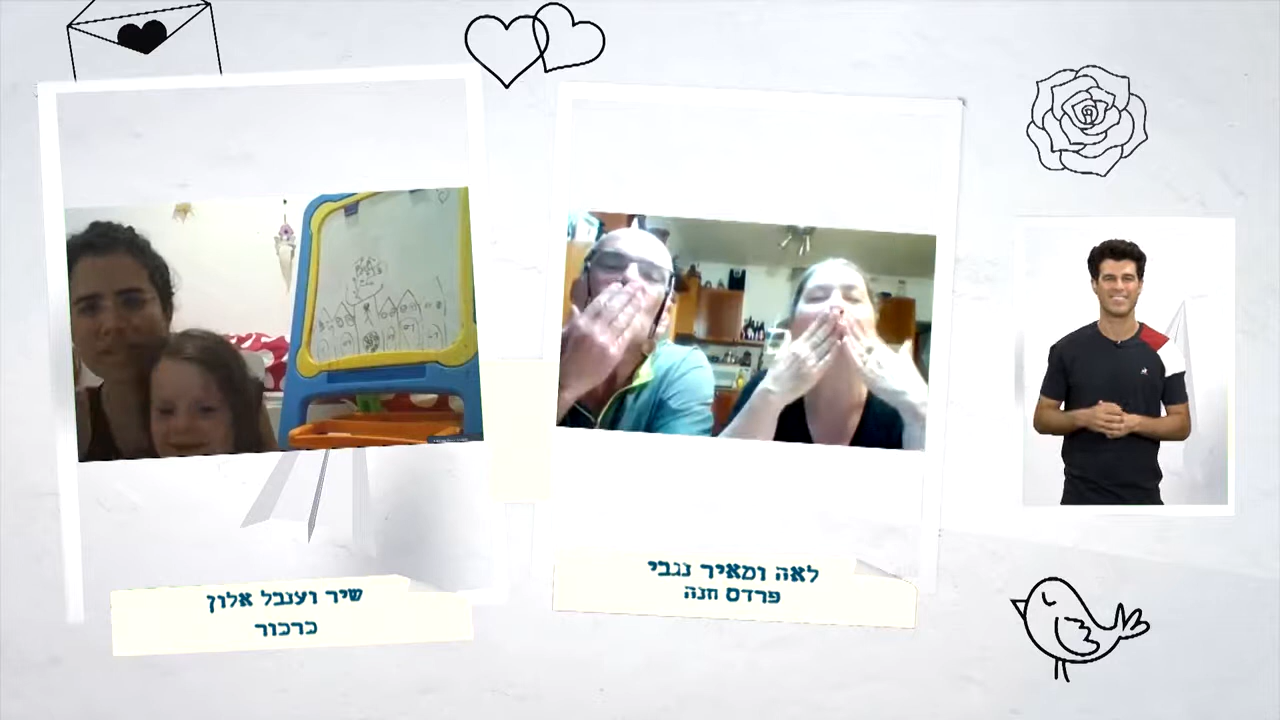 שיר וענבל אלון
כרכור
לאה ומאיר נגבי
פרדס חנה